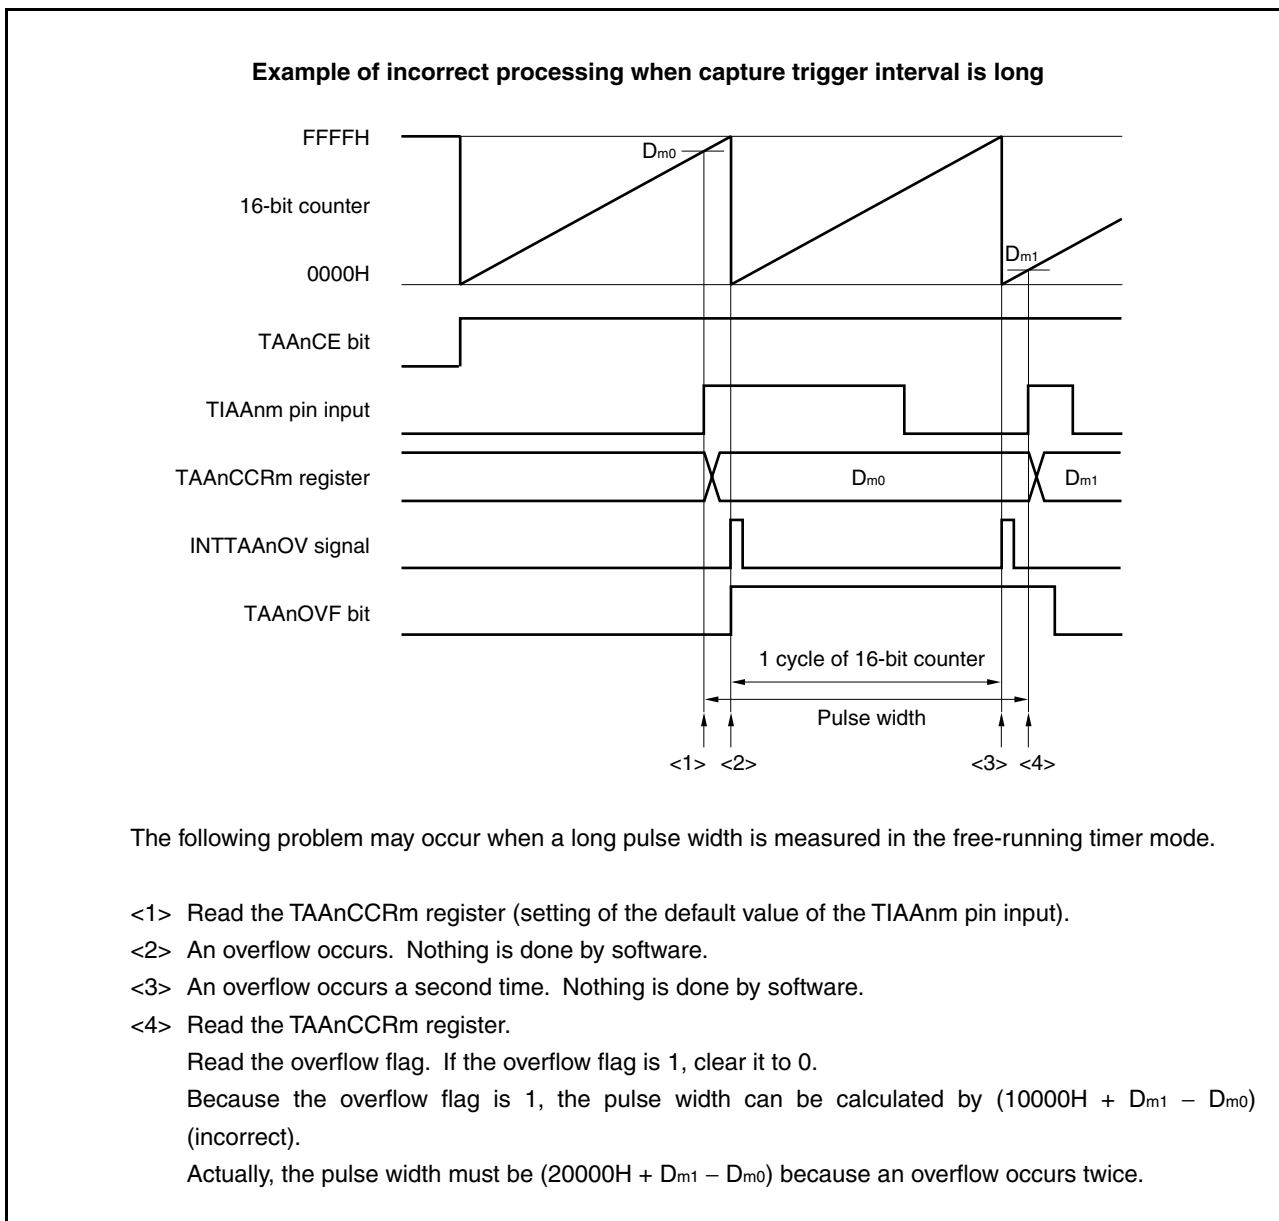 Example of incorrect processing when capture trigger interval is long
FFFFH
Dm0
16-bit counter
Dm1
0000H
TAAnCE bit
TIAAnm pin input
TAAnCCRm register
Dm0
Dm1
INTTAAnOV signal
TAAnOVF bit
1 cycle of 16-bit counter
Pulse width
<1> <2> <3> <4>
The following problem may occur when a long pulse width is measured in the free-running timer mode.
<1> Read the TAAnCCRm register (setting of the default value of the TIAAnm pin input).
<2> An overflow occurs. Nothing is done by software.
<3> An overflow occurs a second time. Nothing is done by software.
<4> Read the TAAnCCRm register.
Read the overflow flag. If the overflow flag is 1, clear it to 0.
Because the overflow flag is 1, the pulse width can be calculated by (10000H + Dm1 – Dm0)
(incorrect).
Actually, the pulse width must be (20000H + Dm1 – Dm0) because an overflow occurs twice.